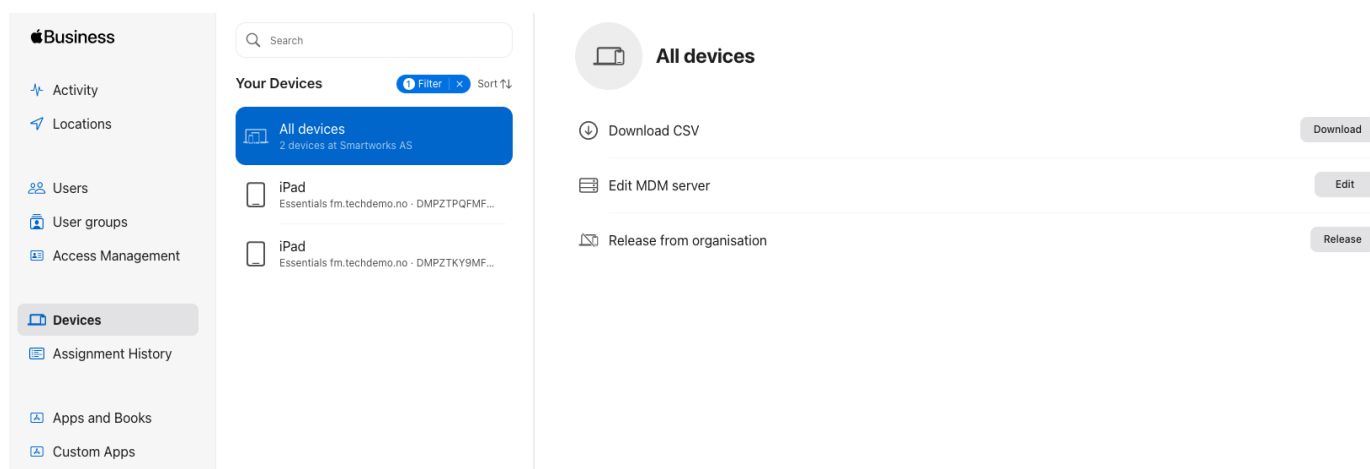 Business
Activity
Locations
Users
User groups
Access Management
Devices
Assignment History
Apps and Books
Custom Apps
Search
Your Devices
1 Filter × Sort
All devices
2 devices at Smartworks AS
iPad
Essentials fm.techdemo.no · DMPZTPQFMF...
iPad
Essentials fm.techdemo.no · DMPZTKY9MF...
All devices
Download CSV
Download
Edit MDM server
Edit
Release from organisation
Release